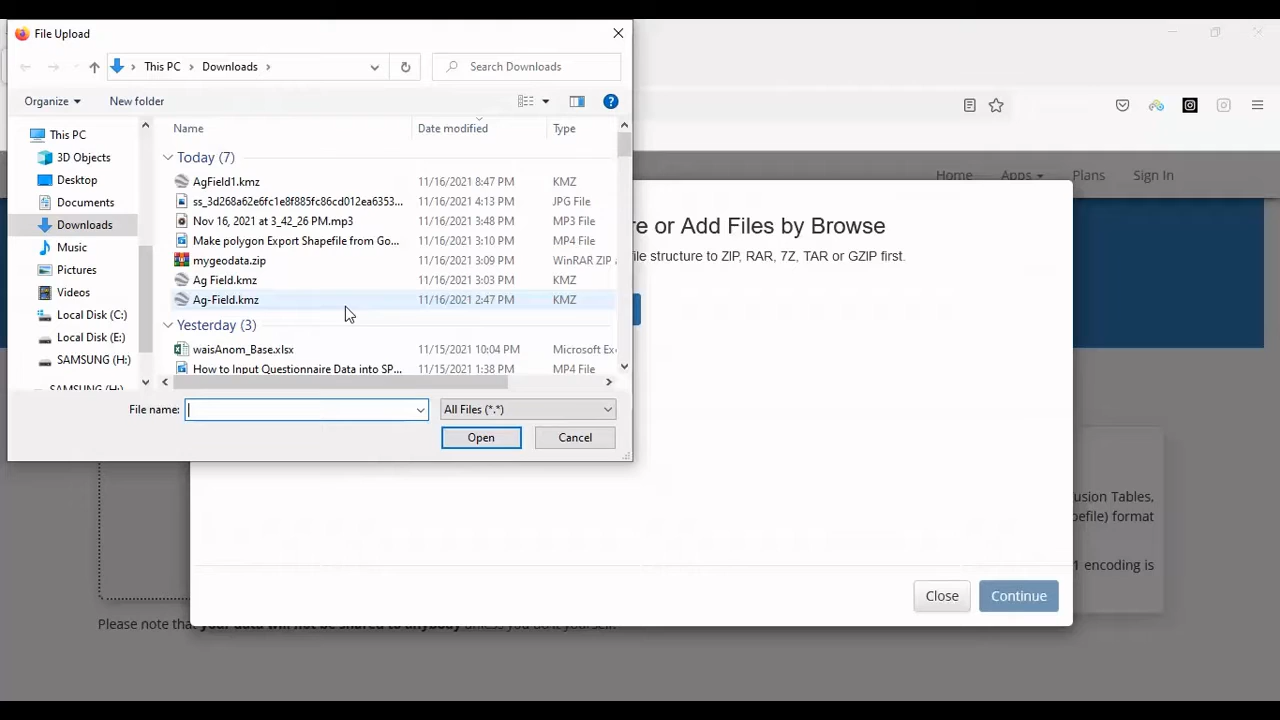 File Upload
This PC
Downloads
Search Downloads
Organize
New folder
This PC
3D Objects
Desktop
Documents
Downloads
Music
Pictures
Videos
Local Disk (C:)
Local Disk (E:)
SAMSUNG (H:)
SAMSUNG (H:)
Name Date modified Type
Today (7)
AgField1.kmz 11/16/2021 8:47 PM KMZ
ss_3d268a62e6fc1e8f885fc86cd012ea6353... 11/16/2021 4:13 PM JPG File
Nov 16, 2021 at 3_42_26 PM.mp3 11/16/2021 3:48 PM MP3 File
Make polygon Export Shapefile from Go... 11/16/2021 3:10 PM MP4 File
mygeodata.zip 11/16/2021 3:09 PM WinRAR ZIP a
Ag Field.kmz 11/16/2021 3:03 PM KMZ
Ag-Field.kmz 11/16/2021 2:47 PM KMZ
Yesterday (3)
waisAnom_Base.xlsx 11/15/2021 10:04 PM Microsoft Ex
How to Input Questionnaire Data into SP... 11/15/2021 1:38 PM MP4 File
File name:
All Files (*.*)
Open
Cancel
Home Apps Plans Sign In
re or Add Files by Browse
file structure to ZIP, RAR, 7Z, TAR or GZIP first.
usion Tables,
pefile) format
1 encoding is
Close
Continue
Please note that your data will not be shared to anybody unless you do it yourself.